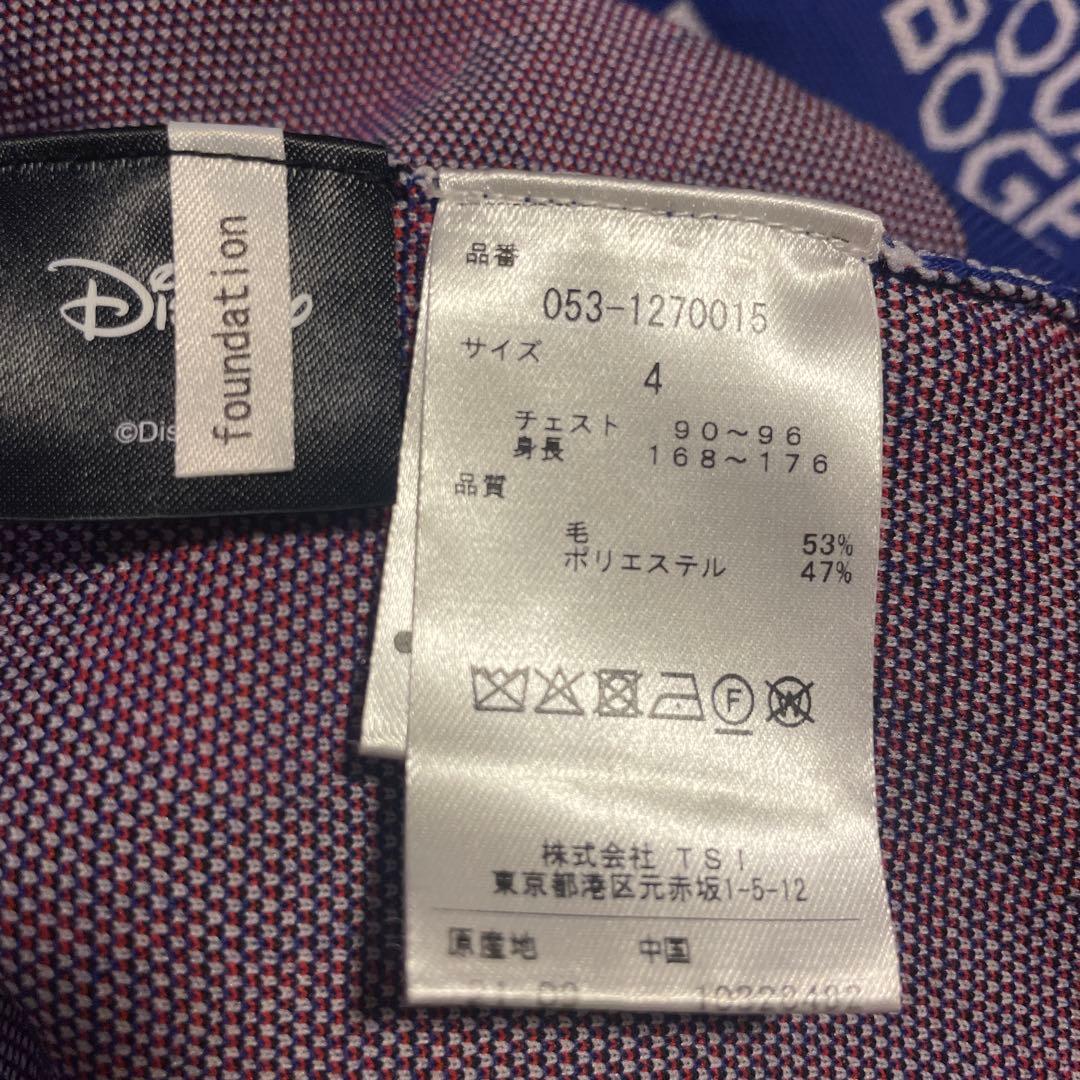 BOGE
Disney
foundation
©Dis
品番
053-1270015
サイズ
4
チェスト 90～96
身長 168～176
品質
毛 53%
ポリエステル 47%
F
W
株式会社 TSI
東京都港区元赤坂1-5-12
原産地 中国